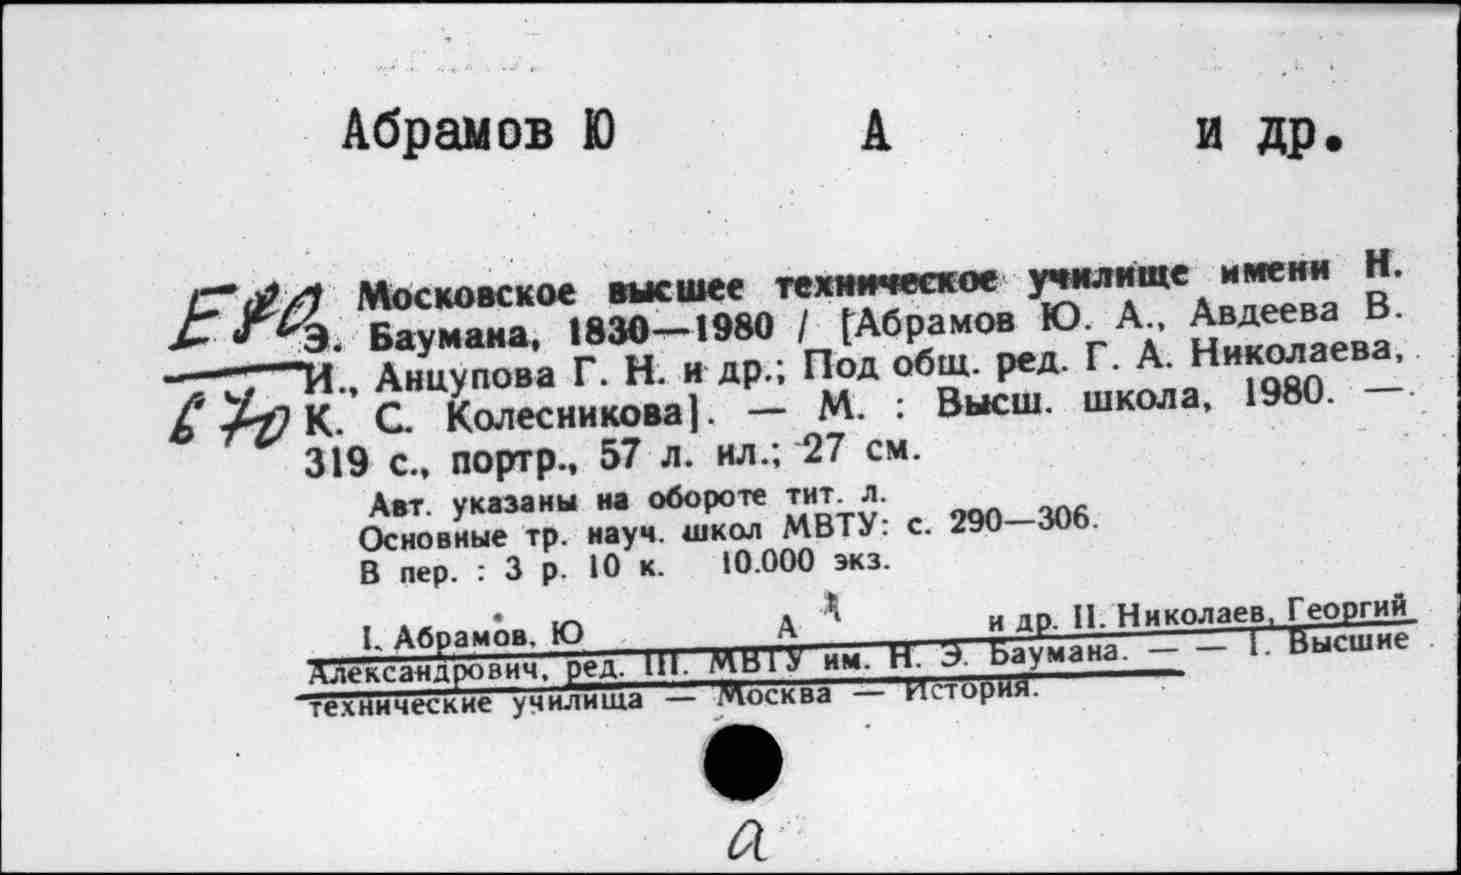 Абрамов Ю А и др.
Московское высшее техническое училище имени Н.
Э. Баумана, 1830—1980 / [Абрамов Ю. А., Авдеева В.
И., Анцупова Г. Н. и др.; Под общ. ред. Г. А. Николаева,
К. С. Колесникова]. — М. : Высш. школа, 1980. —
319 с., портр., 57 л. ил.; 27 см.
Авт. указаны на обороте тит. л.
Основные тр. науч. школ МВТУ: с. 290—306.
В пер. : 3 р. 10 к. 10.000 экз.
I. Абрамов, Ю А и др. II. Николаев, Георгий
Александрович, ред. III. МВТУ им. Н. Э. Баумана. — — 1. Высшие
технические училища — Москва — История.
а